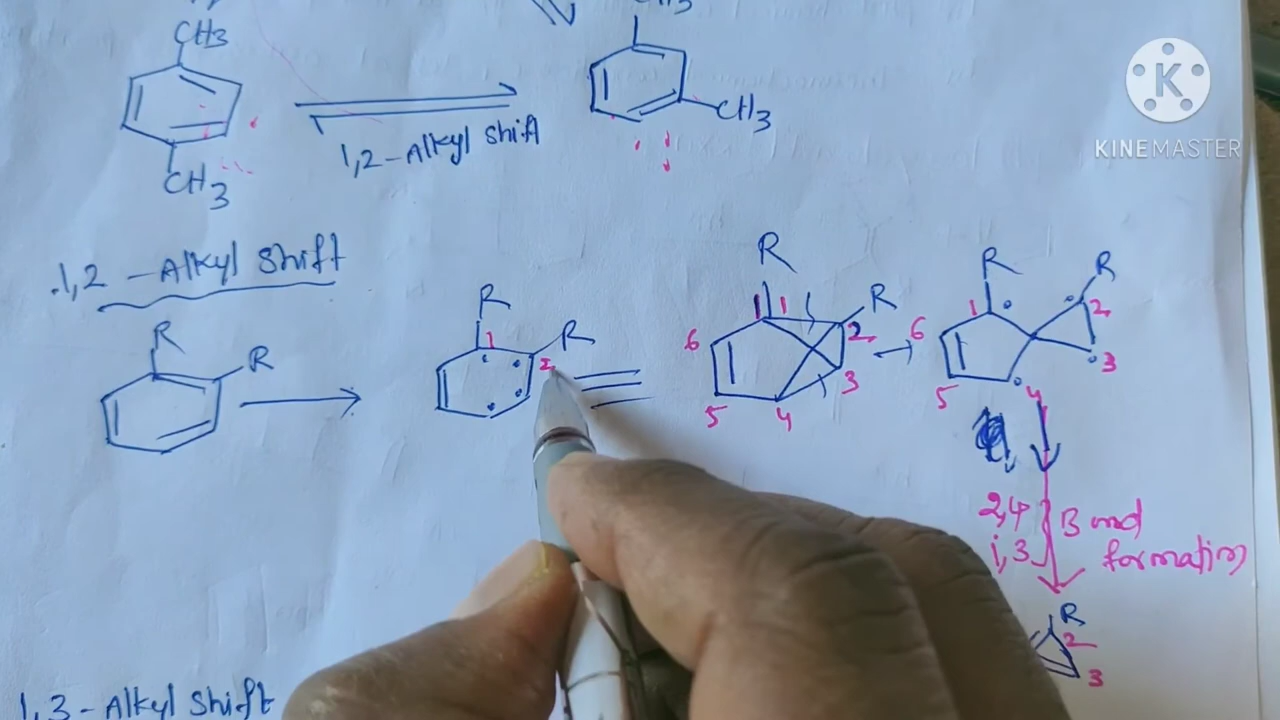 CH3
CH3
CH3
CH3
1,2-Alkyl shift
.1,2 - Alkyl shift
R
R
R
1
R
2
R
1
1
R
2
6
3
5
4
R
R
1
2
6
3
5
4
2,4
1,3
Bond
formation
R
2
3
1,3-Alkyl shift
K
KINEMASTER